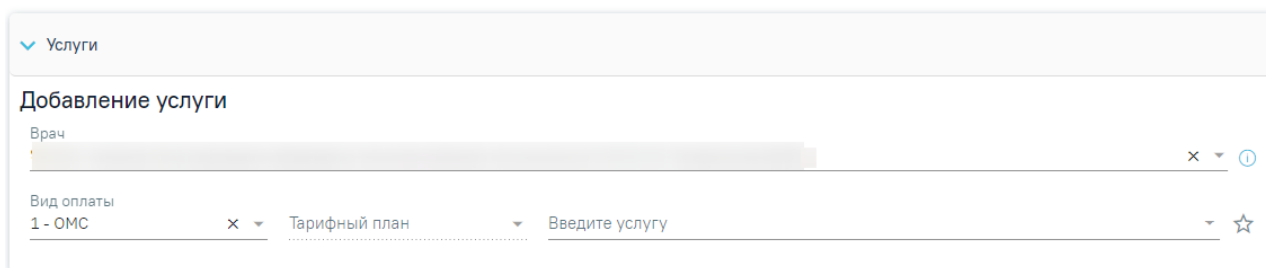 Услуги
Добавление услуги
Врач
Вид оплаты
1 - ОМС Тарифный план Введите услугу